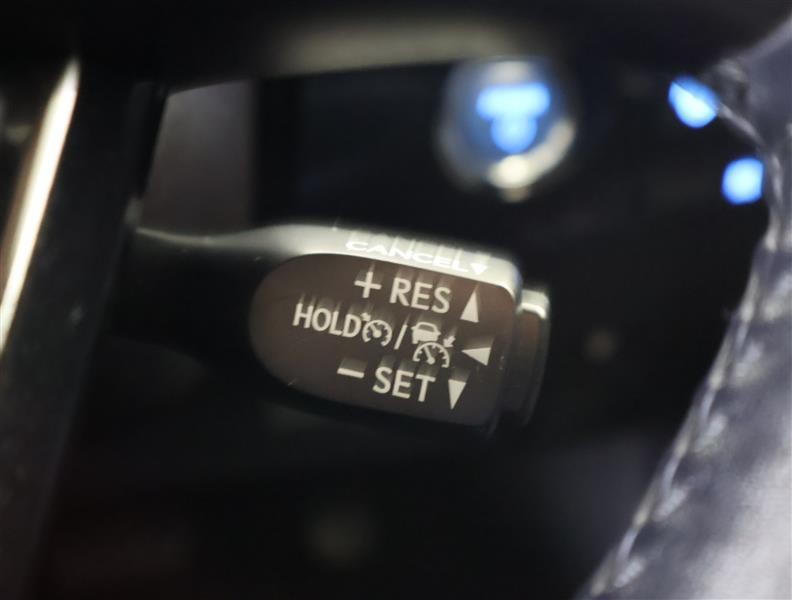 CANCEL▼
+ RES ▲
HOLD / ◀
− SET ▼